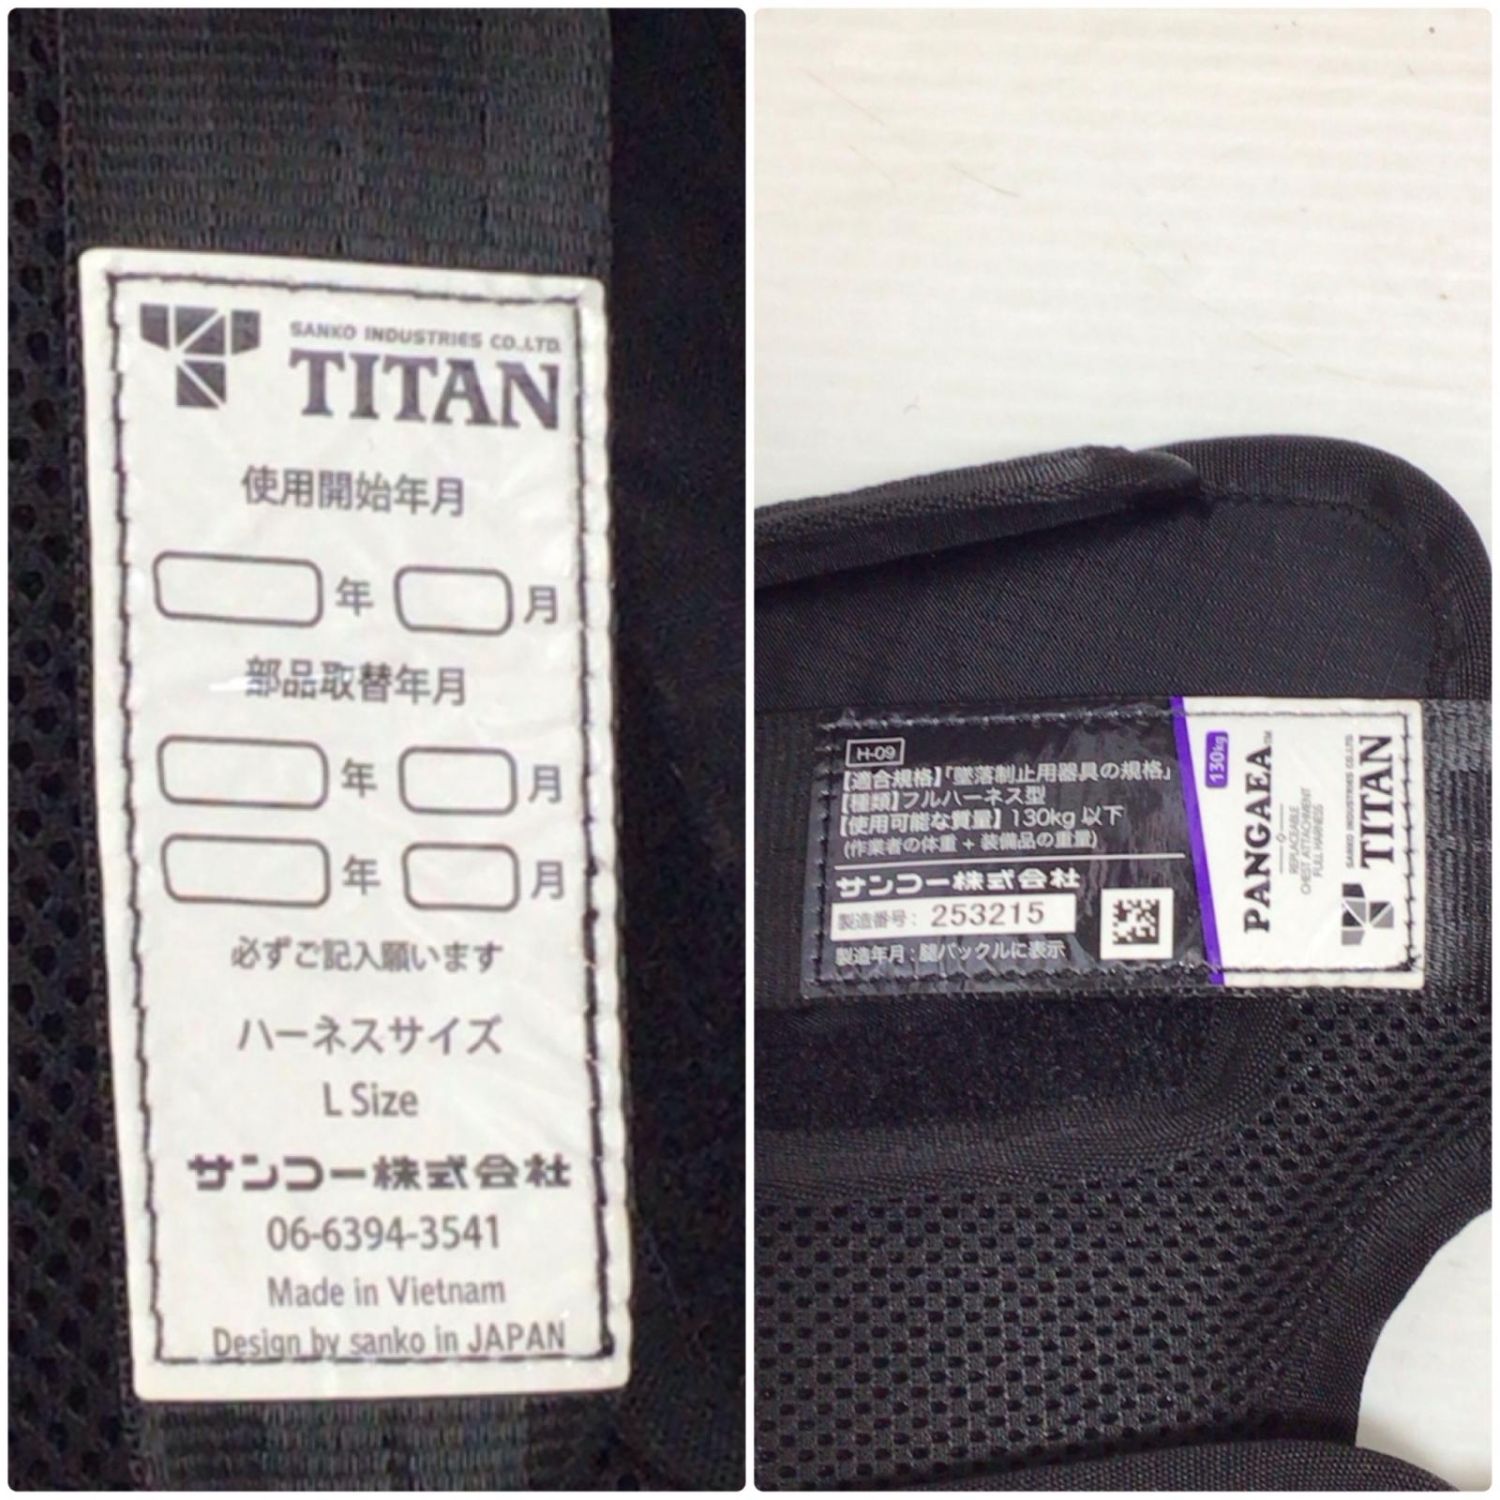 SANKO INDUSTRIES CO.,LTD.
TITAN
使用開始年月
年 月
部品取替年月
年 月
年 月
必ずご記入願います
ハーネスサイズ
L Size
サンコー株式会社
06-6394-3541
Made in Vietnam
Design by sanko in JAPAN
H-09
【適合規格】「墜落制止用器具の規格」
【種類】フルハーネス型
【使用可能な質量】130kg 以下
(作業者の体重 + 装備品の重量)
サンコー株式会社
製造番号: 253215
製造年月:腿バックルに表示
130kg
PANGAEA™
REPLACEABLE
CHEST ATTACHMENT
FULL HARNESS
SANKO INDUSTRIES CO.,LTD.
TITAN